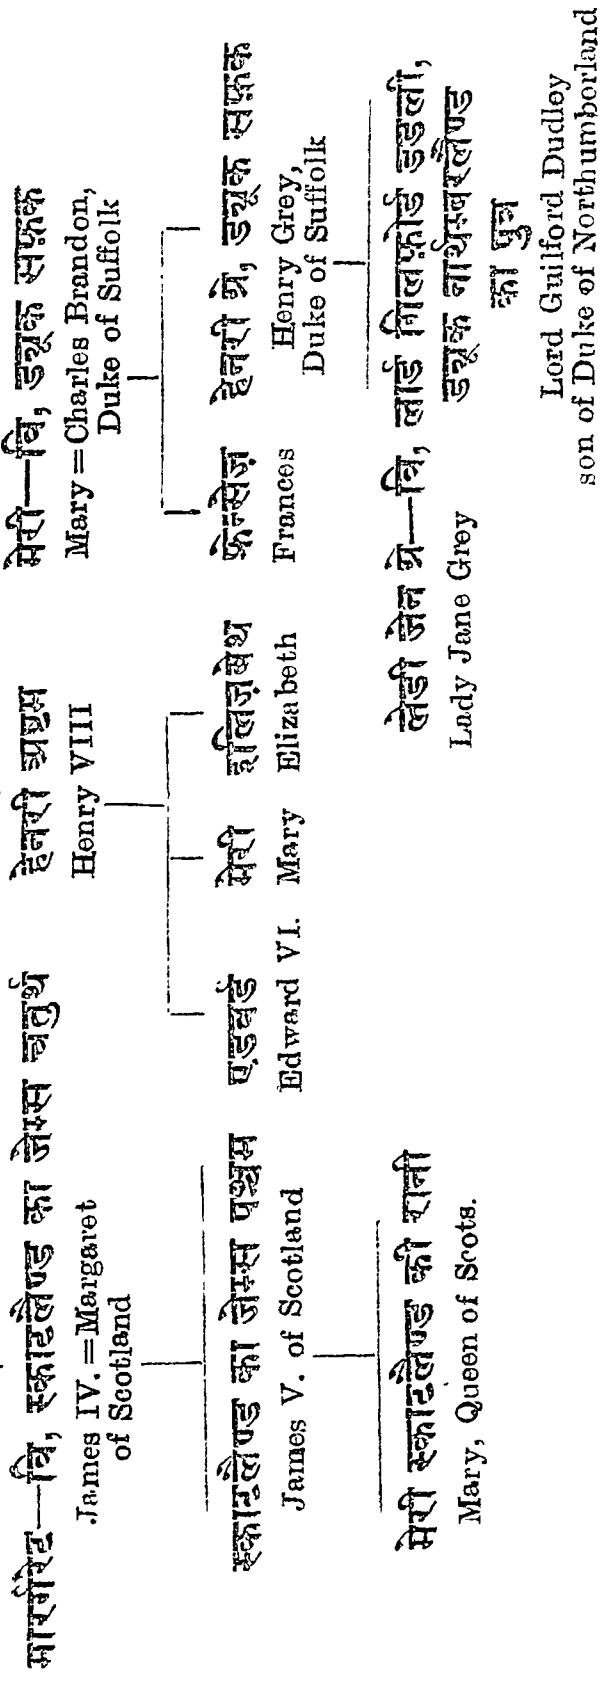 मारगरेट—वि, स्काटलैण्ड का जेम्स चतुर्थ
James IV. = Margaret
of Scotland
हेनरी अष्टम
Henry VIII
मेरी—वि, ड्यूक सफ़क
Mary = Charles Brandon,
Duke of Suffolk
स्काटलैण्ड का जेम्स पञ्चम
James V. of Scotland
एडवर्ड
Edward VI.
मेरी
Mary
इलिज़बेथ
Elizabeth
फ्रेन्सेज़
Frances
हेनरी ग्रे, ड्यूक सफ़क
Henry Grey,
Duke of Suffolk
मेरी स्काटलैण्ड की रानी
Mary, Queen of Scots.
लेडी जेन ग्रे—वि, लार्ड गिलफ़ोर्ड डडली,
ड्यूक नार्थम्बरलैण्ड
का पुत्र
Lady Jane Grey
Lord Guilford Dudley
son of Duke of Northumberland